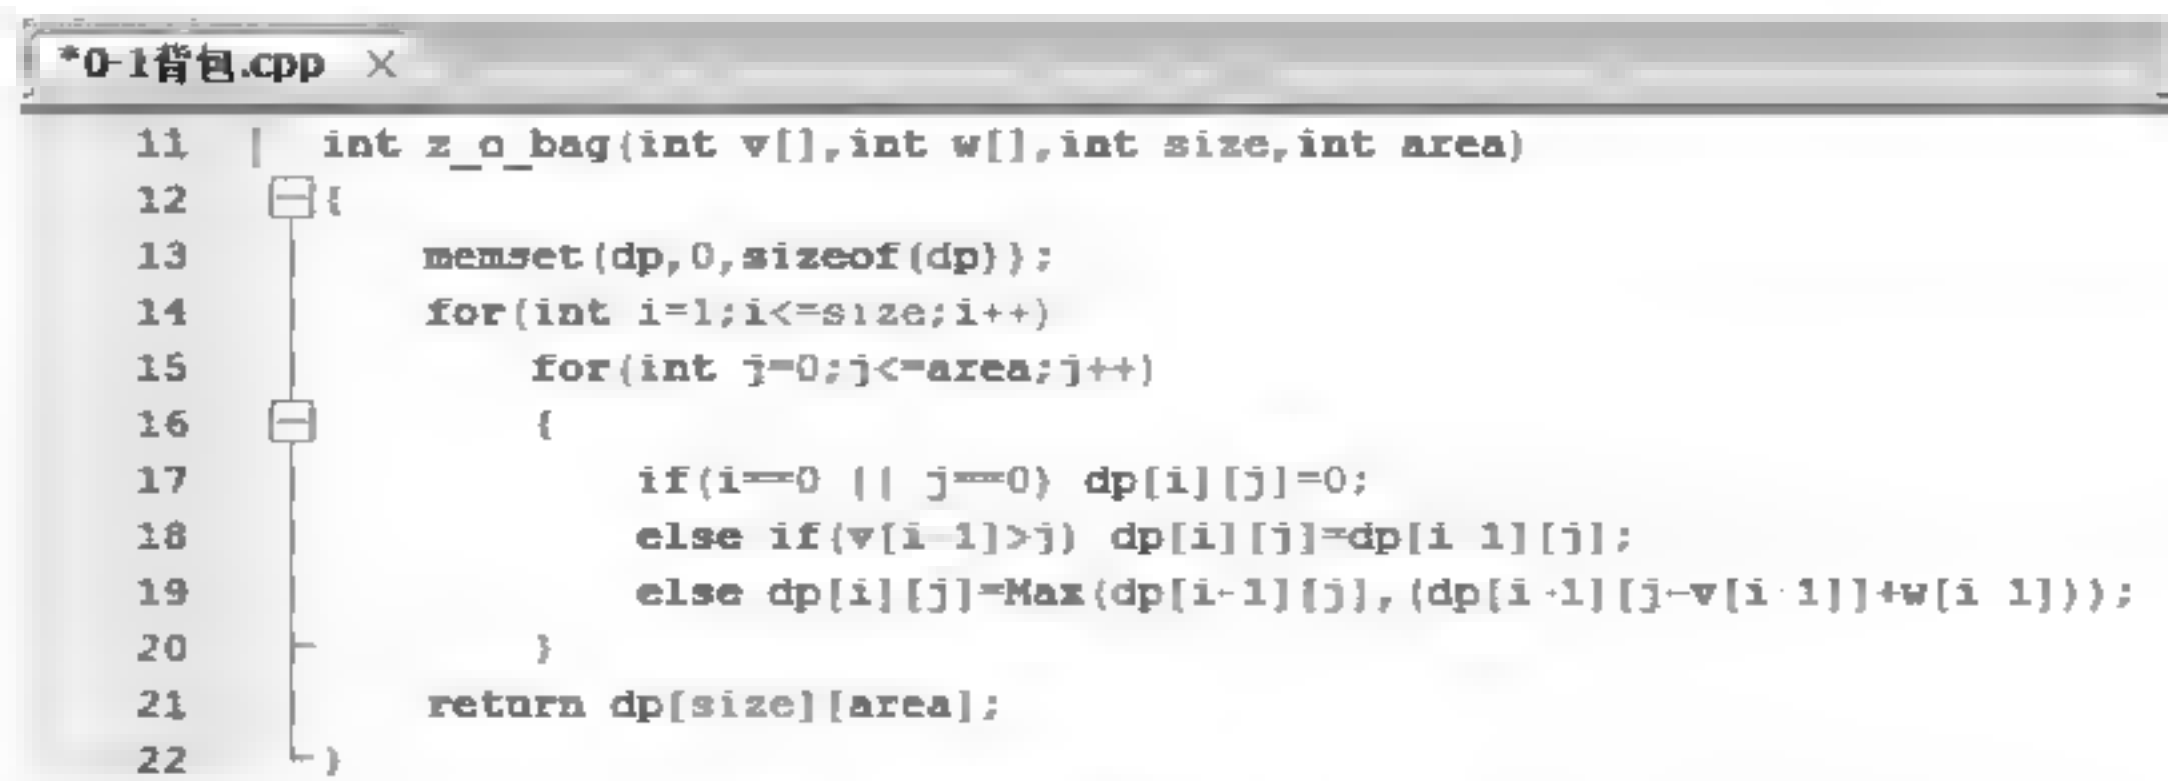 *0-1背包.cpp ×
11 int z_o_bag(int v[],int w[],int size,int area)
12 {
13 memset(dp,0,sizeof(dp));
14 for(int i=1;i<=size;i++)
15 for(int j=0;j<=area;j++)
16 {
17 if(i==0 || j==0) dp[i][j]=0;
18 else if(v[i-1]>j) dp[i][j]=dp[i-1][j];
19 else dp[i][j]=Max(dp[i-1][j],(dp[i-1][j-v[i-1]]+w[i-1]));
20 }
21 return dp[size][area];
22 }